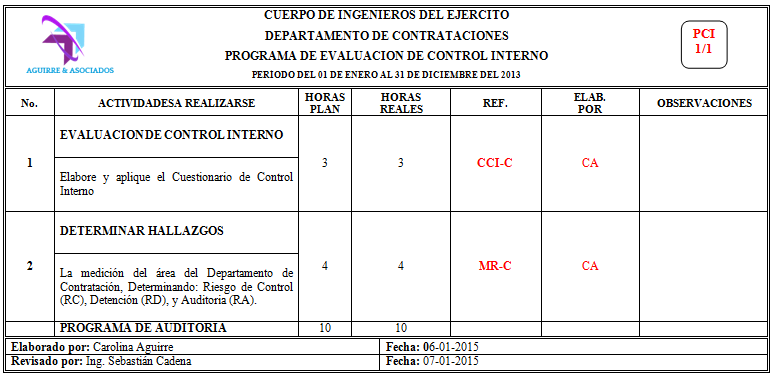 CUERPO DE INGENIEROS DEL EJERCITO
DEPARTAMENTO DE CONTRATACIONES
PROGRAMA DE EVALUACION DE CONTROL INTERNO
PERIODO DEL 01 DE ENERO AL 31 DE DICIEMBRE DEL 2013
AGUIRRE & ASOCIADOS
PCI
1/1
No. ACTIVIDADESA REALIZARSE HORAS PLAN HORAS REALES REF. ELAB. POR OBSERVACIONES
EVALUACION DE CONTROL INTERNO
1 3 3 CCI-C CA
Elabore y aplique el Cuestionario de Control
Interno
DETERMINAR HALLAZGOS
2 4 4 MR-C CA
La medición del área del Departamento de
Contratación, Determinando: Riesgo de Control
(RC), Detención (RD), y Auditoria (RA).
PROGRAMA DE AUDITORIA 10 10
Elaborado por: Carolina Aguirre Fecha: 06-01-2015
Revisado por: Ing. Sebastián Cadena Fecha: 07-01-2015